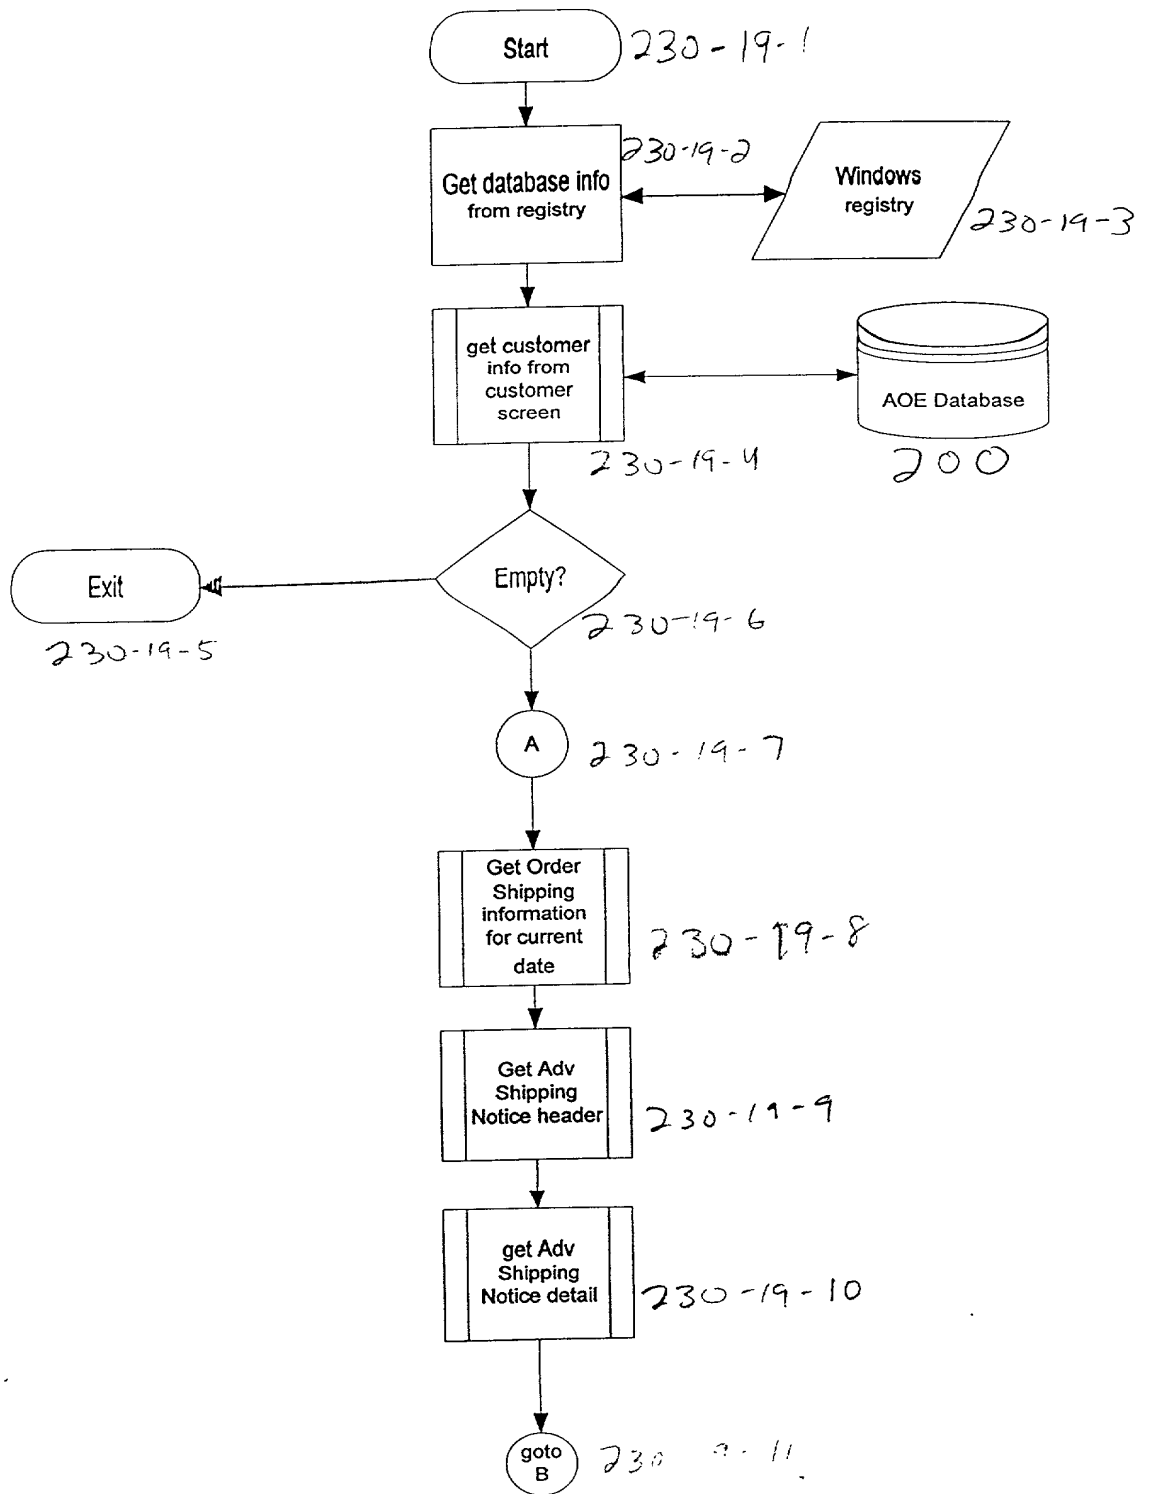 Start
230-19-1
Get database info
from registry
230-19-2
Windows
registry
230-19-3
get customer
info from
customer
screen
230-19-4
AOE Database
200
Empty?
230-19-6
Exit
230-19-5
A
230-19-7
Get Order
Shipping
information
for current
date
230-19-8
Get Adv
Shipping
Notice header
230-19-9
get Adv
Shipping
Notice detail
230-19-10
goto
B
230 9-11